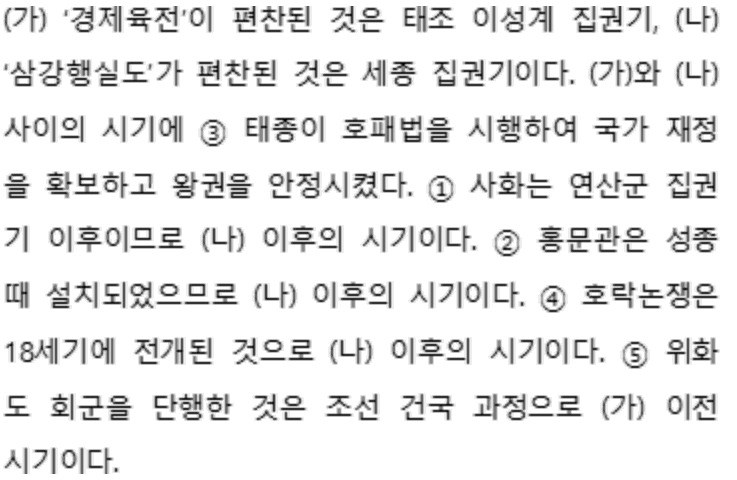 (가) ‘경제육전’이 편찬된 것은 태조 이성계 집권기, (나)
‘삼강행실도’가 편찬된 것은 세종 집권기이다. (가)와 (나)
사이의 시기에 ③ 태종이 호패법을 시행하여 국가 재정
을 확보하고 왕권을 안정시켰다. ① 사화는 연산군 집권
기 이후이므로 (나) 이후의 시기이다. ② 홍문관은 성종
때 설치되었으므로 (나) 이후의 시기이다. ④ 호락논쟁은
18세기에 전개된 것으로 (나) 이후의 시기이다. ⑤ 위화
도 회군을 단행한 것은 조선 건국 과정으로 (가) 이전
시기이다.